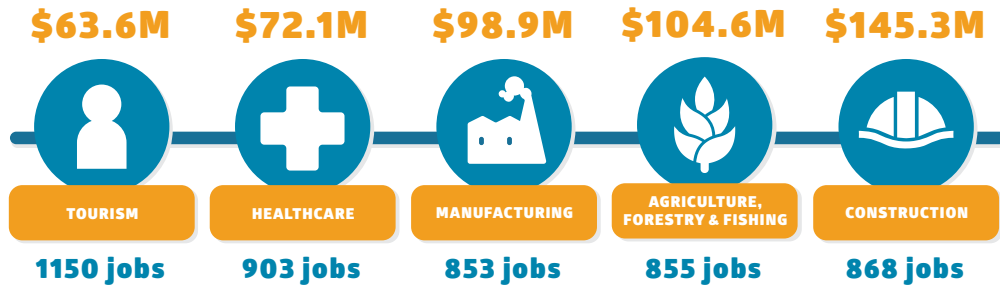 $63.6M
$72.1M
$98.9M
$104.6M
$145.3M
TOURISM
HEALTHCARE
MANUFACTURING
AGRICULTURE,
FORESTRY & FISHING
CONSTRUCTION
1150 jobs
903 jobs
853 jobs
855 jobs
868 jobs